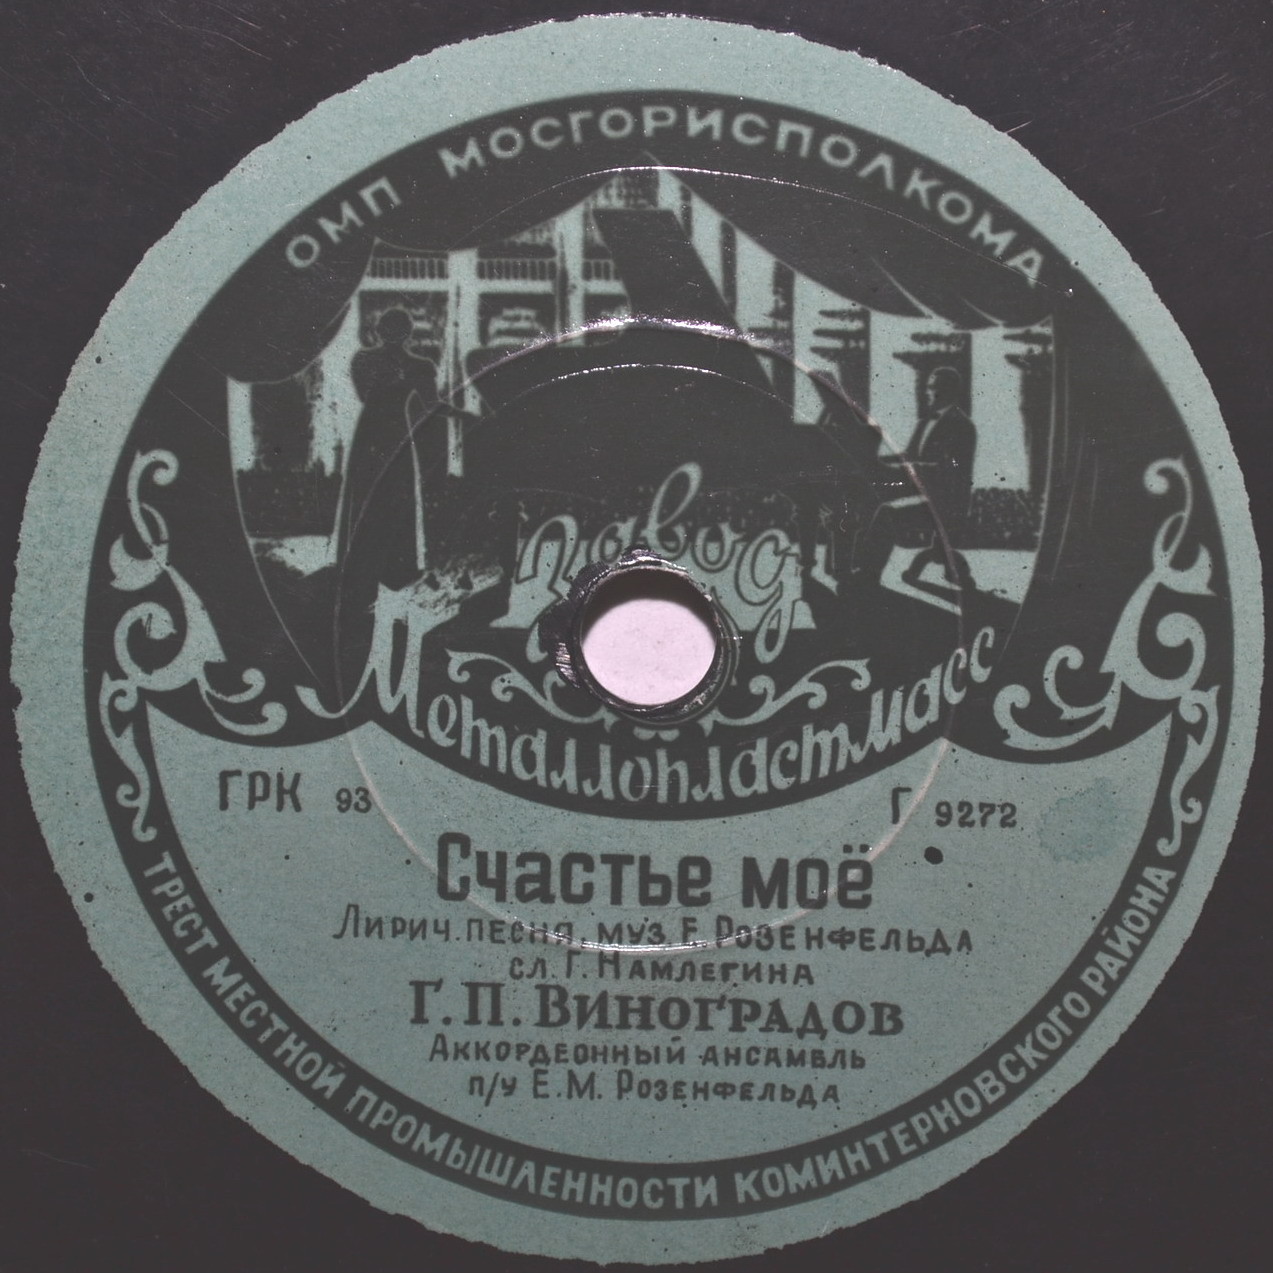 ОМП МОСГОРИСПОЛКОМА
Завод
Металлопластмасс
ГРК 93
Г 9272
Счастье моё
Лирич. песня, муз. Е. Розенфельда
сл. Г. Намлегина
Г. П. Виноградов
Аккордеонный ансамбль
п/у Е. М. Розенфельда
ТРЕСТ МЕСТНОЙ ПРОМЫШЛЕННОСТИ КОМИНТЕРНОВСКОГО РАЙОНА